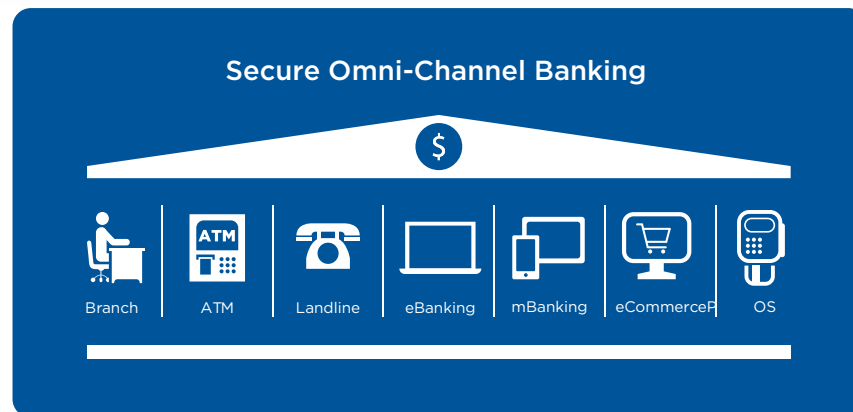 Secure Omni-Channel Banking
$
ATM
Branch
ATM
Landline
eBanking
mBanking
eCommerceP
OS